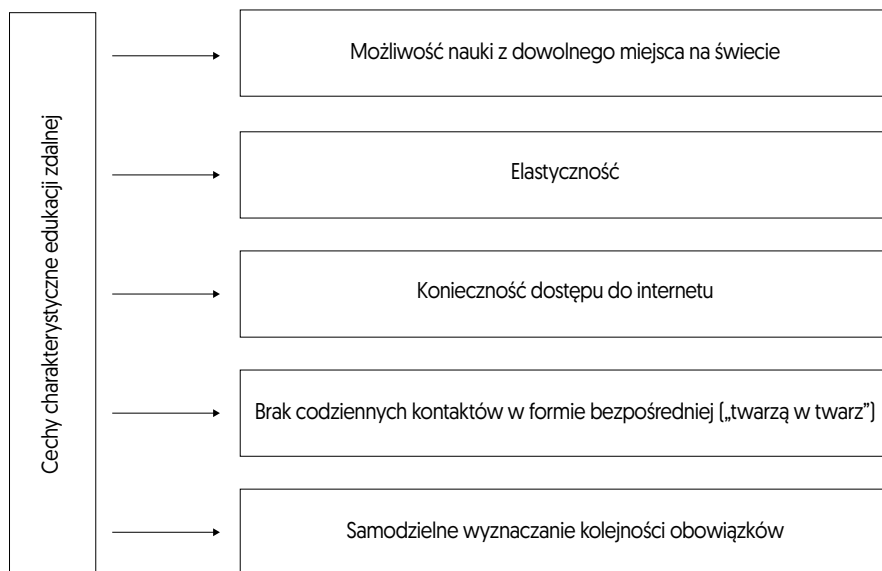 Cechy charakterystyczne edukacji zdalnej
Możliwość nauki z dowolnego miejsca na świecie
Elastyczność
Konieczność dostępu do internetu
Brak codziennych kontaktów w formie bezpośredniej („twarzą w twarz”)
Samodzielne wyznaczanie kolejności obowiązków